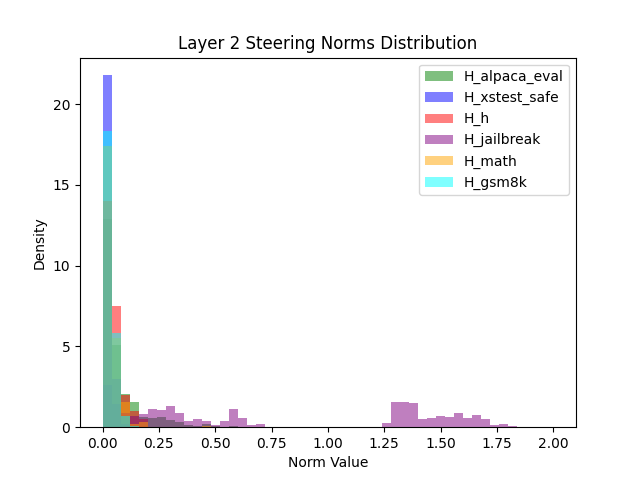 Layer 2 Steering Norms Distribution
H_alpaca_eval
H_xstest_safe
H_h
H_jailbreak
H_math
H_gsm8k
Density
20
15
10
5
0
0.00 0.25 0.50 0.75 1.00 1.25 1.50 1.75 2.00
Norm Value